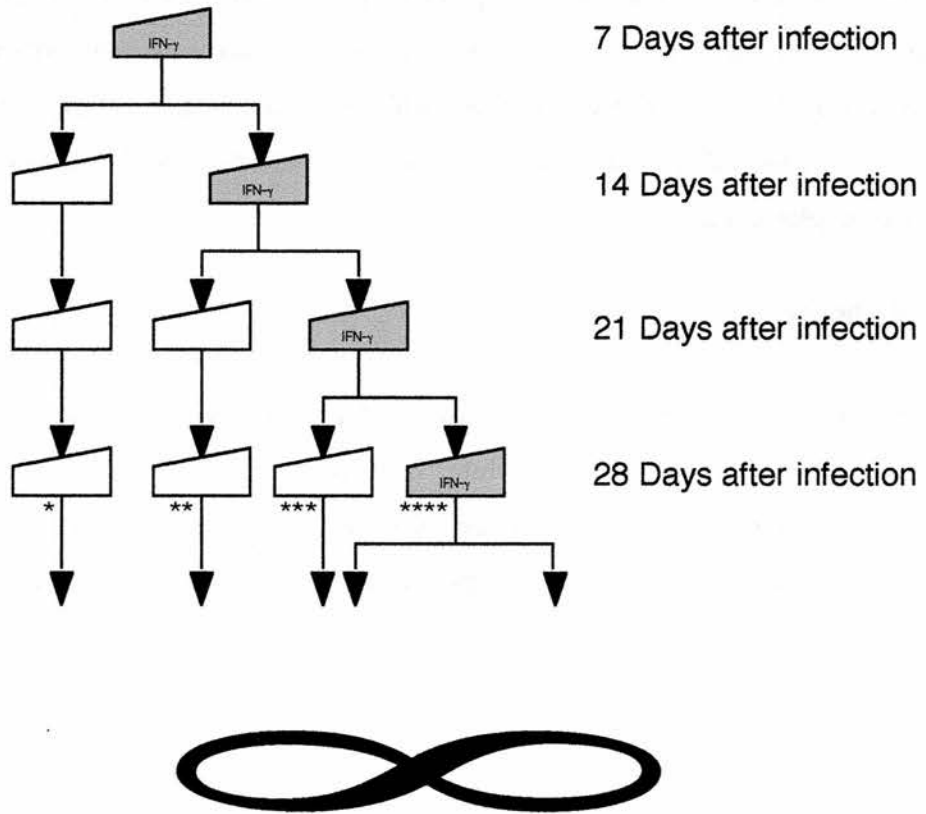 IFN-γ 7 Days after infection
IFN-γ 14 Days after infection
IFN-γ 21 Days after infection
IFN-γ 28 Days after infection
* ** *** ****